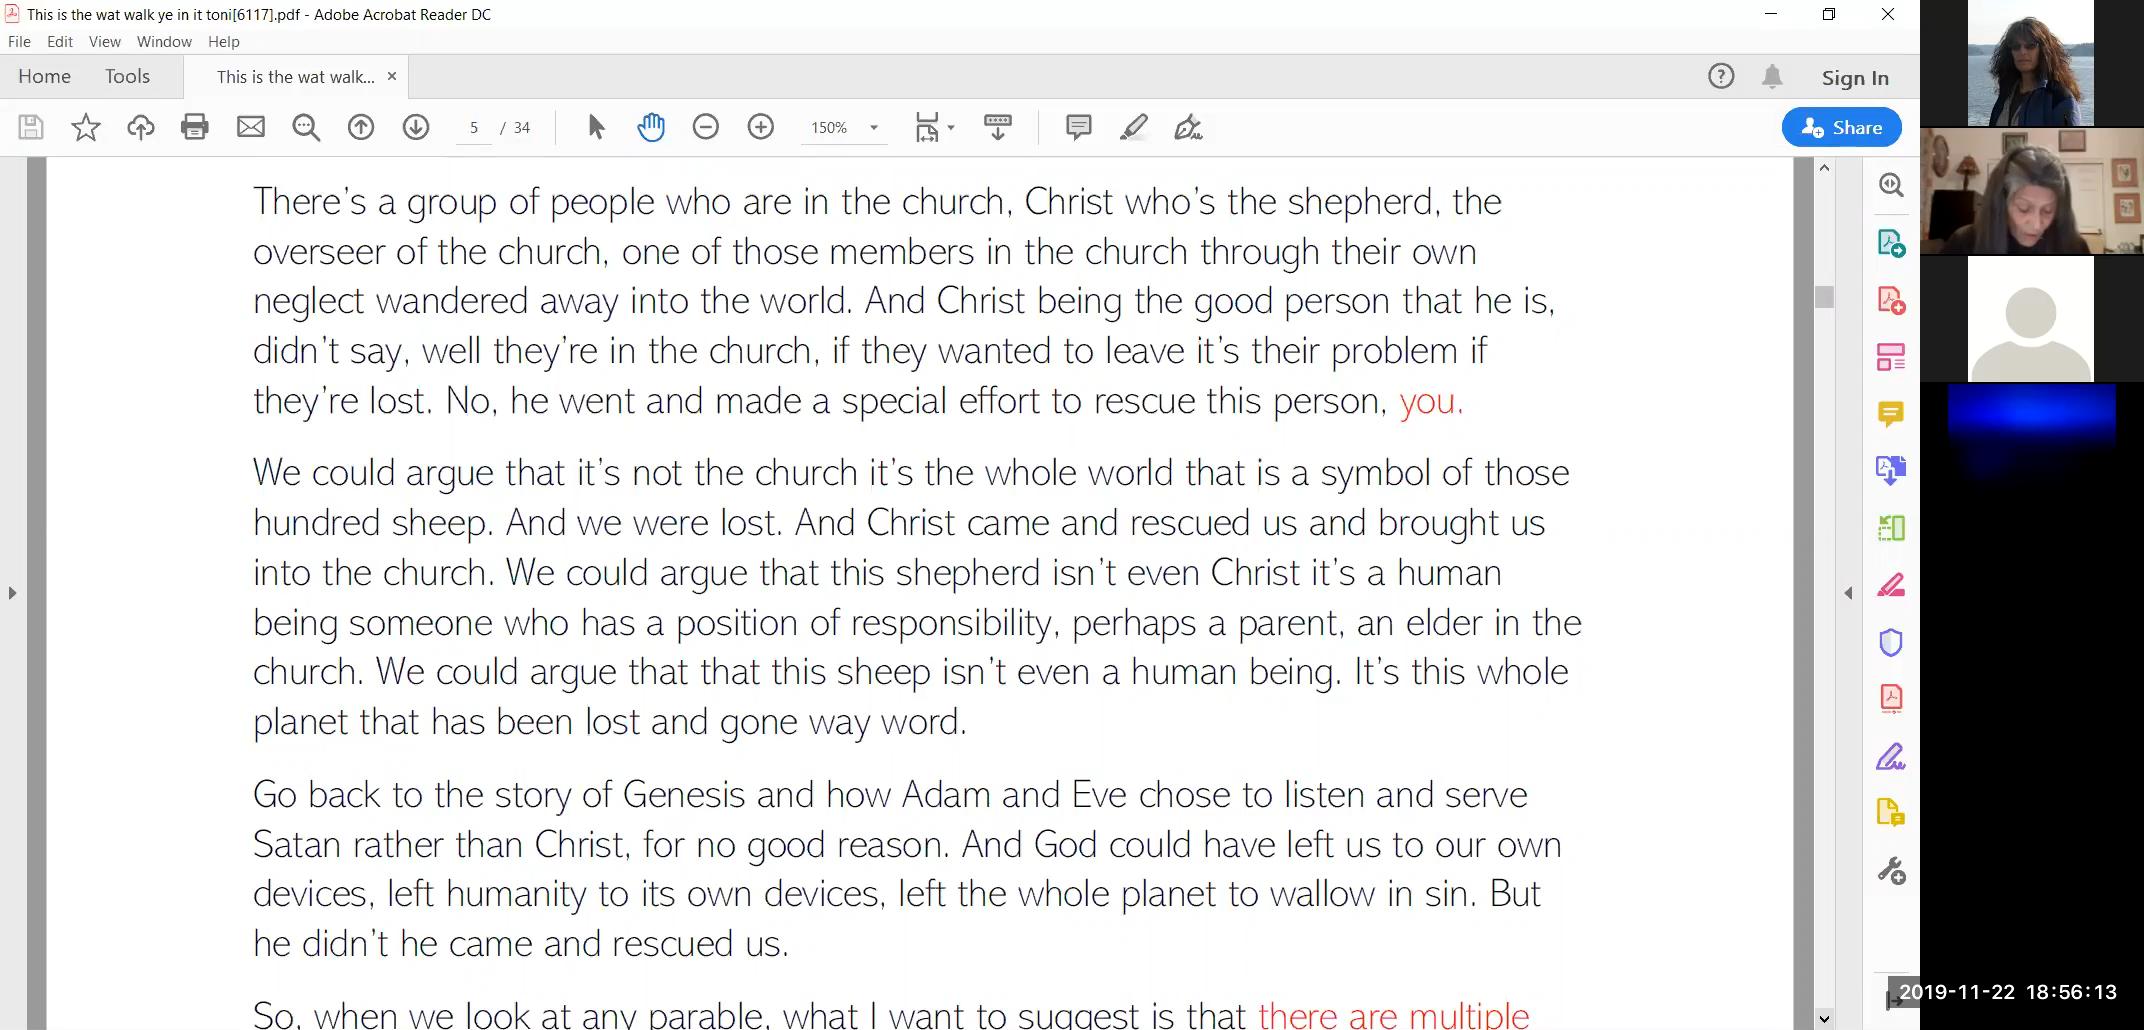 This is the wat walk ye in it toni[6117].pdf - Adobe Acrobat Reader DC
File Edit View Window Help
Home Tools This is the wat walk... × Sign In
5 / 34 150% Share
There's a group of people who are in the church, Christ who's the shepherd, the
overseer of the church, one of those members in the church through their own
neglect wandered away into the world. And Christ being the good person that he is,
didn't say, well they're in the church, if they wanted to leave it's their problem if
they're lost. No, he went and made a special effort to rescue this person, you.
We could argue that it's not the church it's the whole world that is a symbol of those
hundred sheep. And we were lost. And Christ came and rescued us and brought us
into the church. We could argue that this shepherd isn't even Christ it's a human
being someone who has a position of responsibility, perhaps a parent, an elder in the
church. We could argue that that this sheep isn't even a human being. It's this whole
planet that has been lost and gone way word.
Go back to the story of Genesis and how Adam and Eve chose to listen and serve
Satan rather than Christ, for no good reason. And God could have left us to our own
devices, left humanity to its own devices, left the whole planet to wallow in sin. But
he didn't he came and rescued us.
So, when we look at any parable, what I want to suggest is that there are multiple
2019-11-22 18:56:13